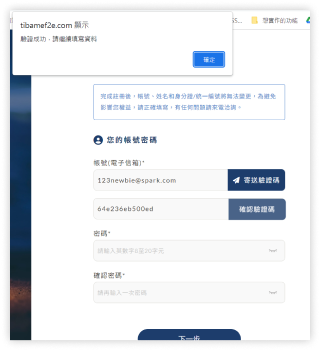 tibamef2e.com 顯示
驗證成功，請繼續填寫資料
確定
想實作的功能
完成註冊後，帳號、姓名和身分證/統一編號將無法變更，為避免
影響您權益，請正確填寫，有任何問題請來電洽詢。
您的帳號密碼
帳號(電子信箱)*
123newbie@spark.com
寄送驗證碼
64e236eb500ed
確認驗證碼
密碼*
請輸入英數字6至20字元
確認密碼*
請再輸入一次密碼
下一步